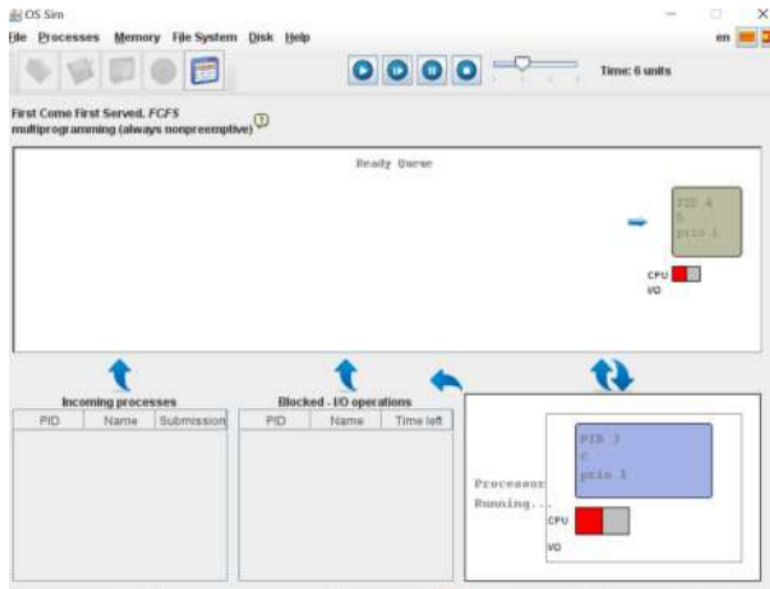 OS Sim
File Processes Memory File System Disk Help
en
Time: 6 units
First Come First Served, FCFS
multiprogramming (always nonpreemptive)
?
Ready Queue
PID 4
prio 1
CPU
I/O
Incoming processes
Blocked - I/O operations
PID Name Submission
PID Name Time left
PID 3
C
prio 1
Processor
Running...
CPU
I/O